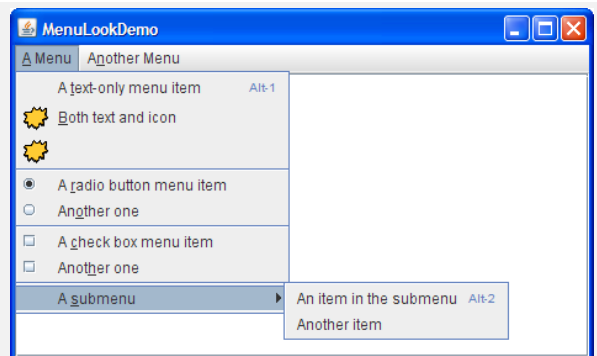 MenuLookDemo
A Menu Another Menu
A text-only menu item Alt-1
Both text and icon
A radio button menu item
Another one
A check box menu item
Another one
A submenu
An item in the submenu Alt-2
Another item